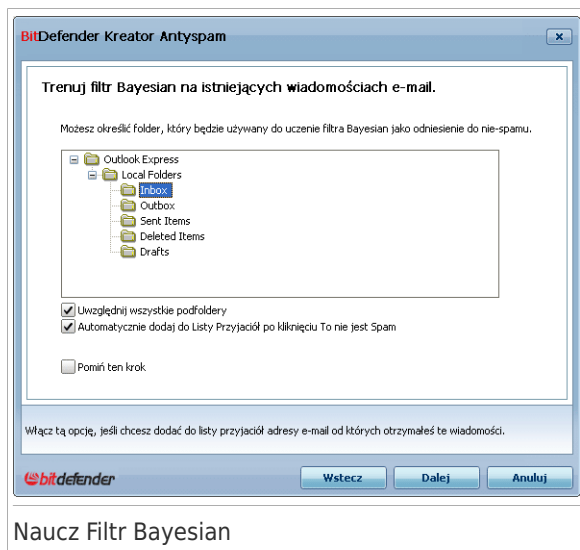 BitDefender Kreator Antyspam
Trenuj filtr Bayesian na istniejących wiadomościach e-mail.
Możesz określić folder, który będzie używany do uczenie filtra Bayesian jako odniesienie do nie-spamu.
Outlook Express
Local Folders
Inbox
Outbox
Sent Items
Deleted Items
Drafts
Uwzględnij wszystkie podfoldery
Automatycznie dodaj do Listy Przyjaciół po kliknięciu To nie jest Spam
Pomiń ten krok
Włącz tą opcję, jeśli chcesz dodać do listy przyjaciół adresy e-mail od których otrzymałeś te wiadomości.
bitdefender Wstecz Dalej Anuluj
Naucz Filtr Bayesian